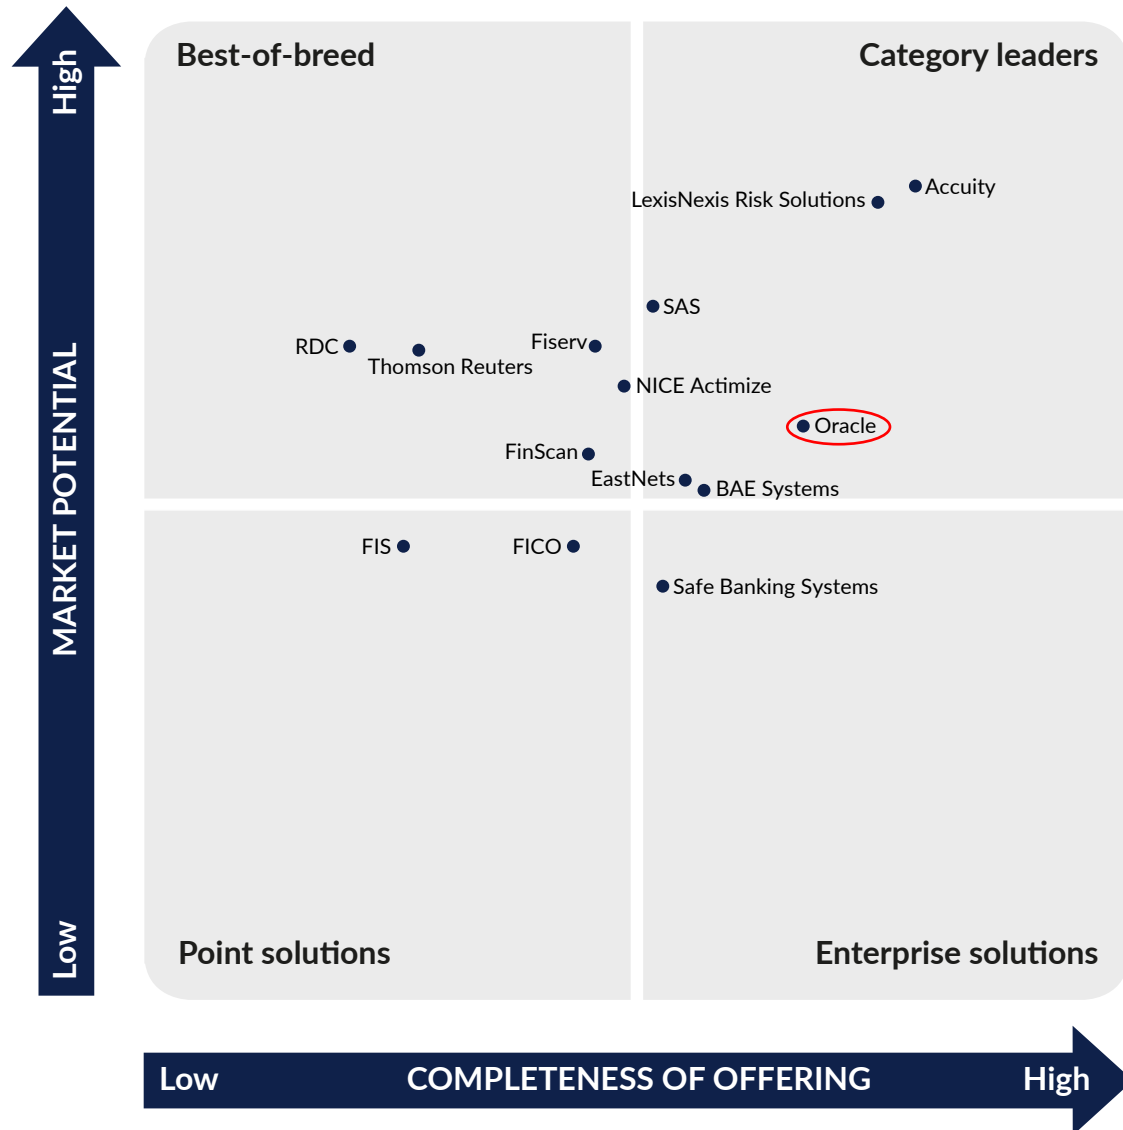 High
Best-of-breed
Category leaders
Accuity
LexisNexis Risk Solutions
SAS
Fiserv
RDC
Thomson Reuters
NICE Actimize
Oracle
FinScan
EastNets
BAE Systems
MARKET POTENTIAL
FIS
FICO
Safe Banking Systems
Low
Point solutions
Enterprise solutions
Low
COMPLETENESS OF OFFERING
High